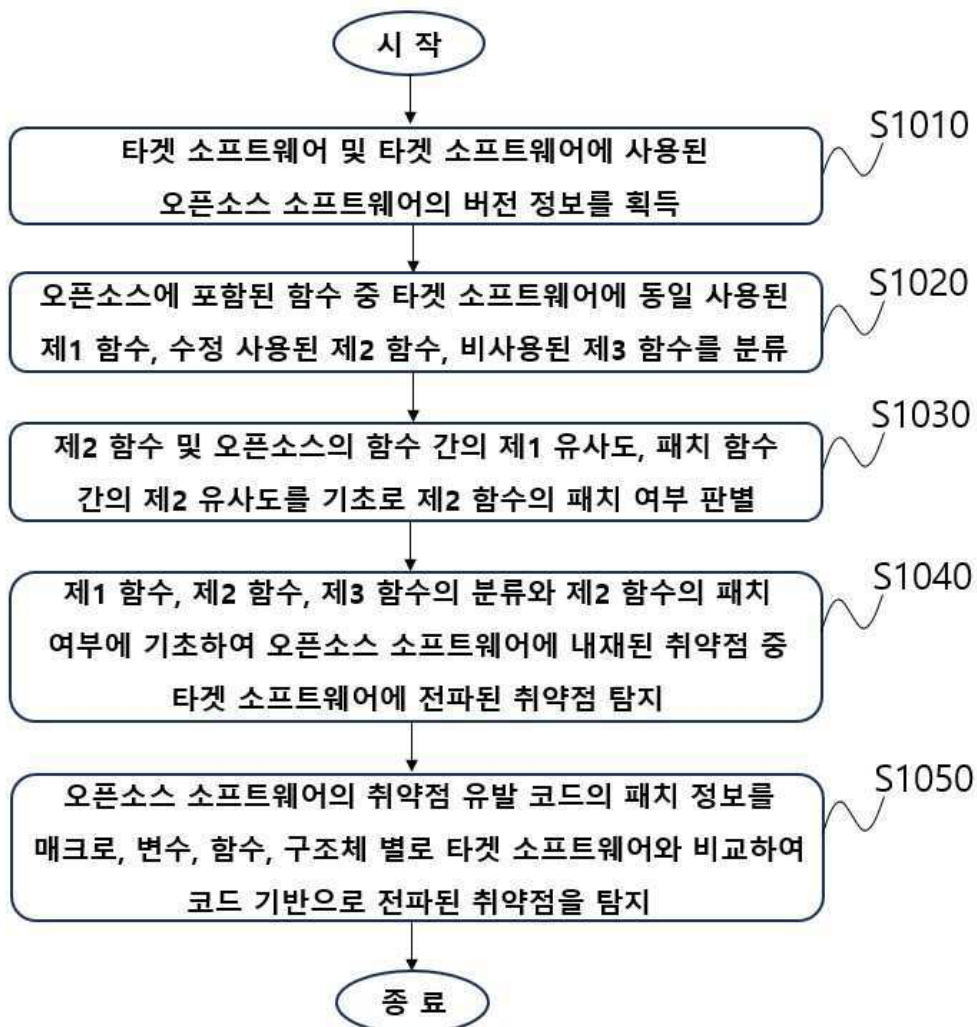 시 작
S1010
타겟 소프트웨어 및 타겟 소프트웨어에 사용된
오픈소스 소프트웨어의 버전 정보를 획득
S1020
오픈소스에 포함된 함수 중 타겟 소프트웨어에 동일 사용된
제1 함수, 수정 사용된 제2 함수, 비사용된 제3 함수를 분류
S1030
제2 함수 및 오픈소스의 함수 간의 제1 유사도, 패치 함수
간의 제2 유사도를 기초로 제2 함수의 패치 여부 판별
S1040
제1 함수, 제2 함수, 제3 함수의 분류와 제2 함수의 패치
여부에 기초하여 오픈소스 소프트웨어에 내재된 취약점 중
타겟 소프트웨어에 전파된 취약점 탐지
S1050
오픈소스 소프트웨어의 취약점 유발 코드의 패치 정보를
매크로, 변수, 함수, 구조체 별로 타겟 소프트웨어와 비교하여
코드 기반으로 전파된 취약점을 탐지
종 료